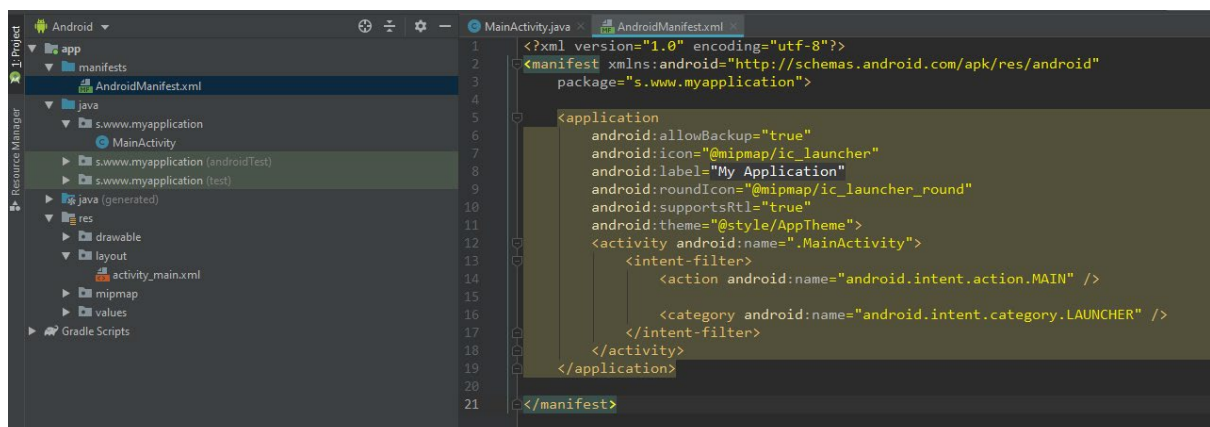 Android
1: Project
Resource Manager
app
manifests
AndroidManifest.xml
java
s.www.myapplication
MainActivity
s.www.myapplication (androidTest)
s.www.myapplication (test)
java (generated)
res
drawable
layout
activity_main.xml
mipmap
values
Gradle Scripts
MainActivity.java
AndroidManifest.xml
1 <?xml version="1.0" encoding="utf-8"?>
2 <manifest xmlns:android="http://schemas.android.com/apk/res/android"
3 package="s.www.myapplication">
4
5 <application
6 android:allowBackup="true"
7 android:icon="@mipmap/ic_launcher"
8 android:label="My Application"
9 android:roundIcon="@mipmap/ic_launcher_round"
10 android:supportsRtl="true"
11 android:theme="@style/AppTheme">
12 <activity android:name=".MainActivity">
13 <intent-filter>
14 <action android:name="android.intent.action.MAIN" />
15
16 <category android:name="android.intent.category.LAUNCHER" />
17 </intent-filter>
18 </activity>
19 </application>
20
21 </manifest>